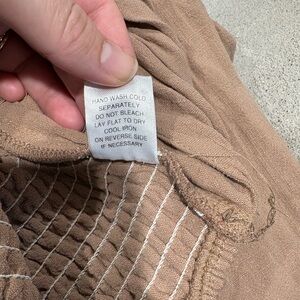 HAND WASH COLD
SEPARATELY
DO NOT BLEACH
LAY FLAT TO DRY
COOL IRON
ON REVERSE SIDE
IF NECESSARY